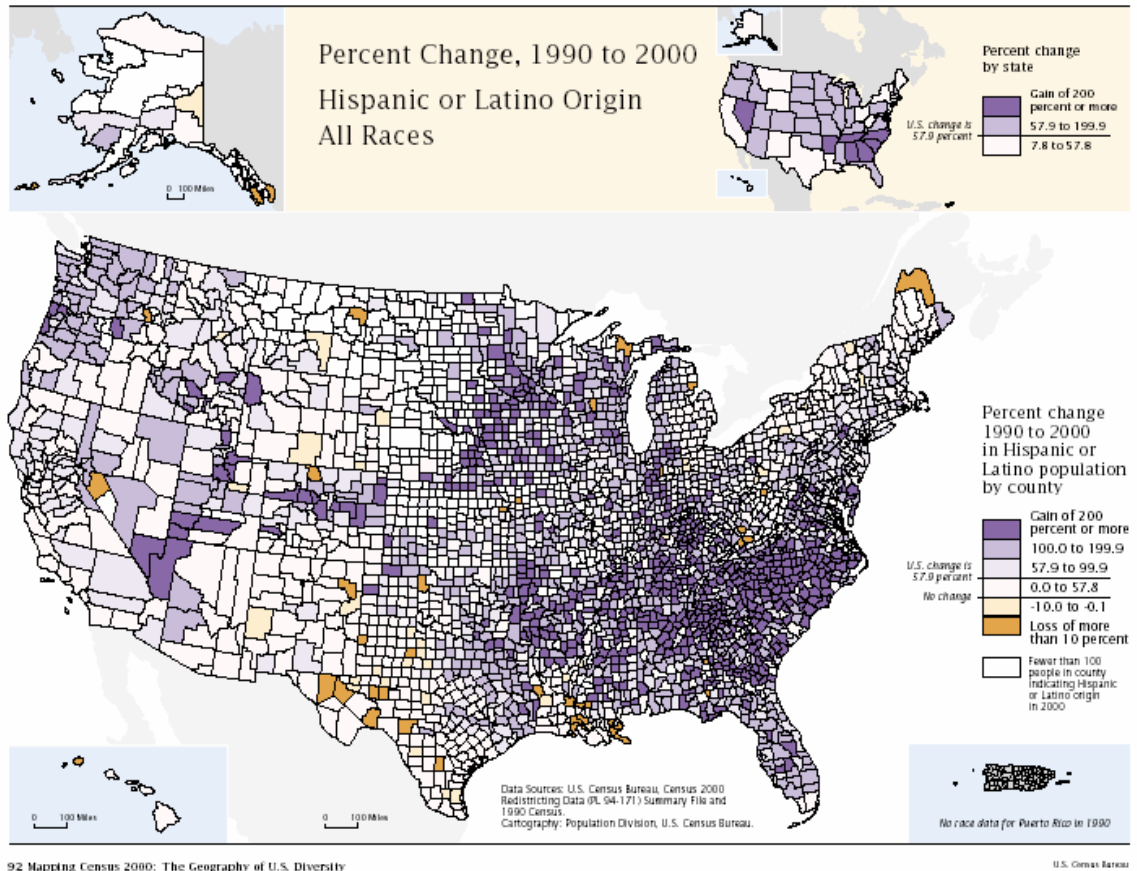 Percent Change, 1990 to 2000
Hispanic or Latino Origin
All Races
0 100 Miles
Percent change
by state
Gain of 200
percent or more
U.S. change is
57.9 percent
57.9 to 199.9
7.8 to 57.8
Percent change
1990 to 2000
in Hispanic or
Latino population
by county
Gain of 200
percent or more
100.0 to 199.9
57.9 to 99.9
U.S. change is
57.9 percent
0.0 to 57.8
No change
-10.0 to -0.1
Loss of more
than 10 percent
Fewer than 100
people in county
indicating Hispanic
or Latino origin
in 2000
0 100 Miles
0 100 Miles
Data Sources: U.S. Census Bureau, Census 2000
Redistricting Data (PL 94-171) Summary File and
1990 Census.
Cartography: Population Division, U.S. Census Bureau.
No race data for Puerto Rico in 1990
92 Mapping Census 2000: The Geography of U.S. Diversity
U.S. Census Bureau